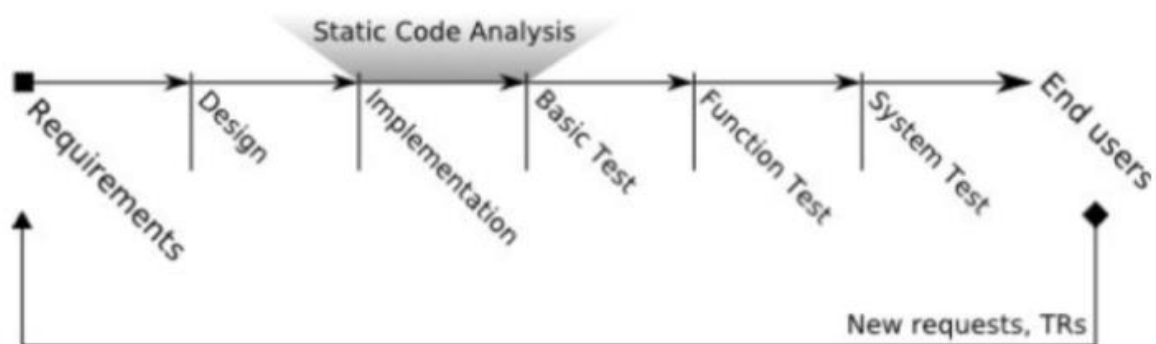 Static Code Analysis
Requirements
Design
Implementation
Basic Test
Function Test
System Test
End users
New requests, TRs